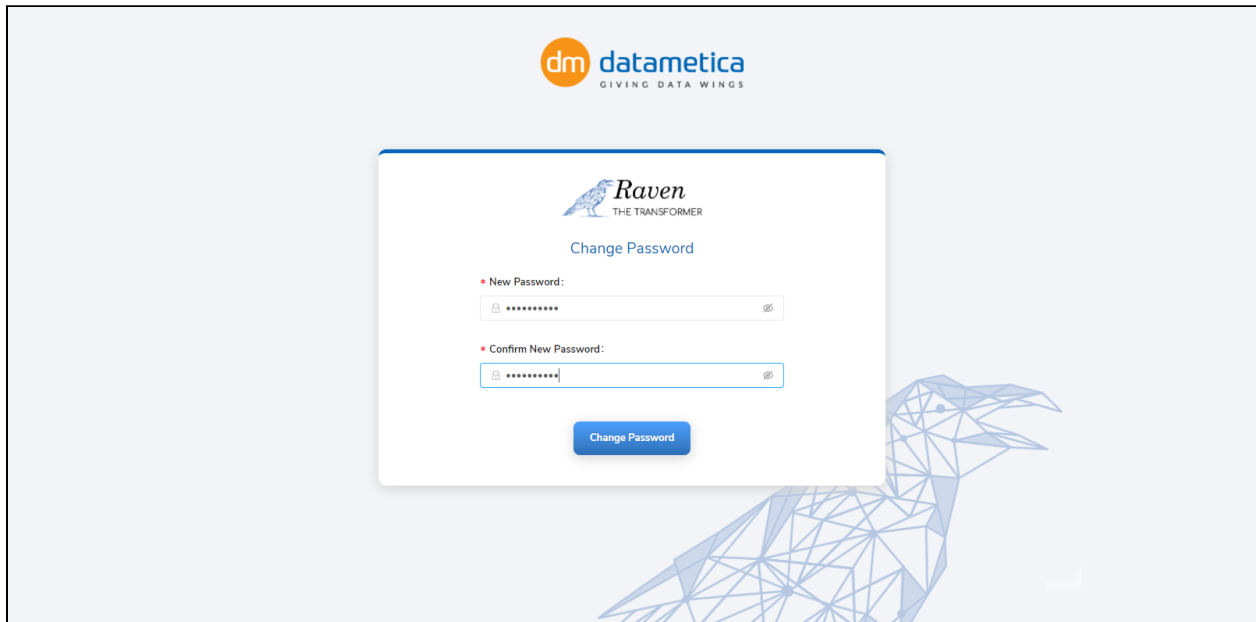 dm datametica
GIVING DATA WINGS
Raven
THE TRANSFORMER
Change Password
* New Password:
••••••••••
* Confirm New Password:
••••••••••
Change Password